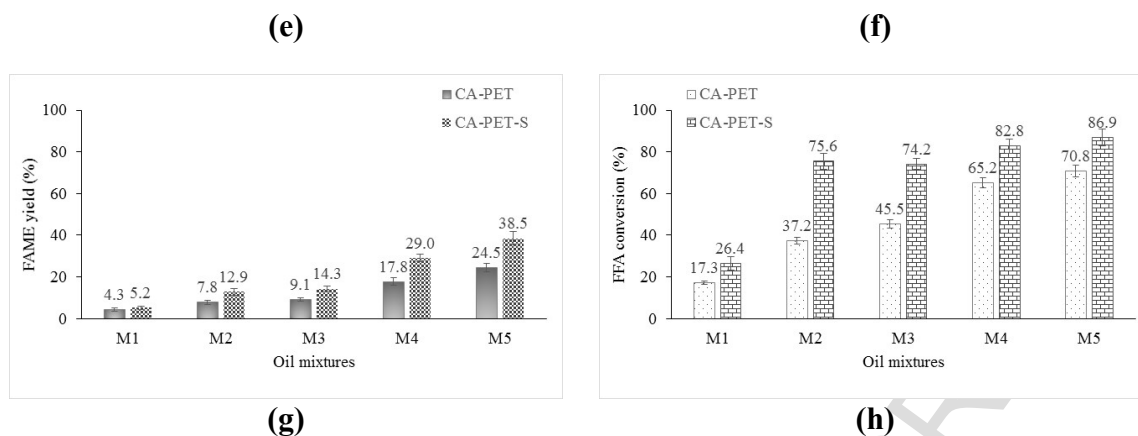 (e)
(f)
CA-PET
CA-PET-S
FAME yield (%)
100
80
60
40
20
0
4.3
5.2
7.8
12.9
9.1
14.3
17.8
29.0
24.5
38.5
M1
M2
M3
M4
M5
Oil mixtures
(g)
CA-PET
CA-PET-S
FFA conversion (%)
100
80
60
40
20
0
17.3
26.4
37.2
75.6
45.5
74.2
65.2
82.8
70.8
86.9
M1
M2
M3
M4
M5
Oil mixtures
(h)